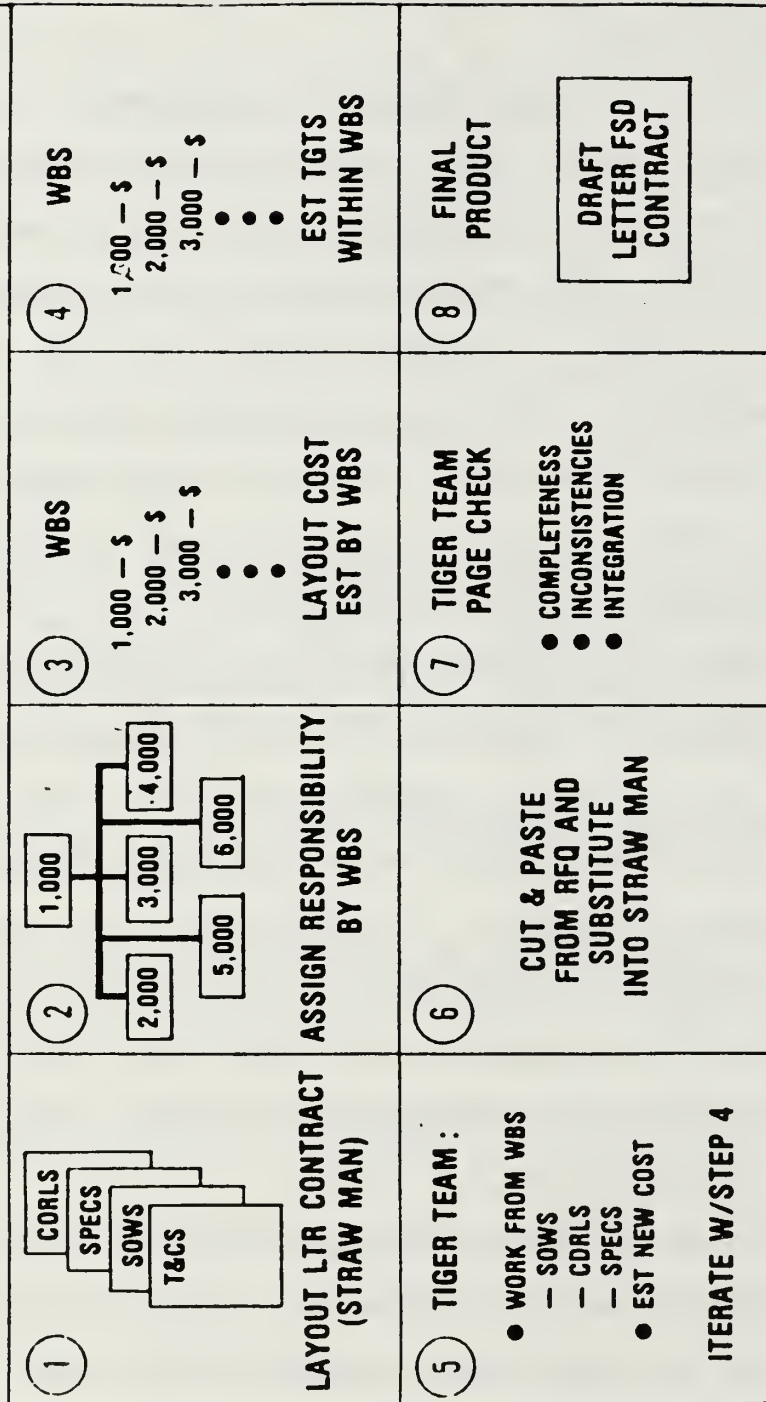 1
CDRLS
SPECS
SOWS
T&CS
LAYOUT LTR CONTRACT
(STRAW MAN)
2
1,000
2,000
3,000
4,000
5,000
6,000
ASSIGN RESPONSIBILITY
BY WBS
3
WBS
1,000 – $
2,000 – $
3,000 – $
●
●
●
LAYOUT COST
EST BY WBS
4
WBS
1,000 – $
2,000 – $
3,000 – $
●
●
●
EST TGTS
WITHIN WBS
5 TIGER TEAM:
● WORK FROM WBS
– SOWS
– CDRLS
– SPECS
● EST NEW COST
ITERATE W/STEP 4
6
CUT & PASTE
FROM RFQ AND
SUBSTITUTE
INTO STRAW MAN
7 TIGER TEAM
PAGE CHECK
● COMPLETENESS
● INCONSISTENCIES
● INTEGRATION
8 FINAL
PRODUCT
DRAFT
LETTER FSD
CONTRACT